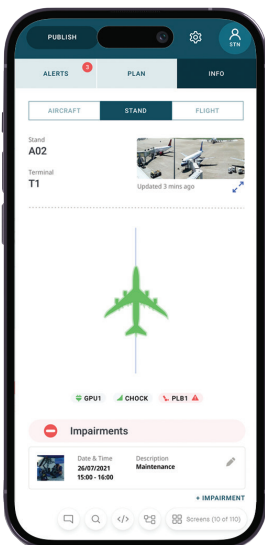 PUBLISH
STN
ALERTS 3 PLAN INFO
AIRCRAFT STAND FLIGHT
Stand
A02
Terminal
T1
Updated 3 mins ago
GPU1 CHOCK PLB1
Impairments
Date & Time Description
26/07/2021 Maintenance
15:00 - 16:00
+ IMPAIRMENT
Screens (10 of 110)